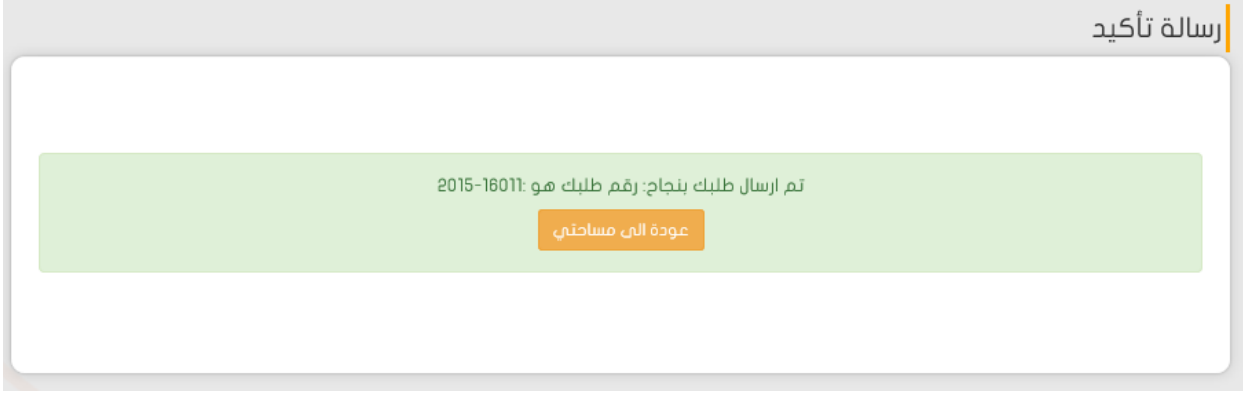 رسالة تأكيد
تم ارسال طلبك بنجاح: رقم طلبك هو :16011-2015
عودة الى مساحتي